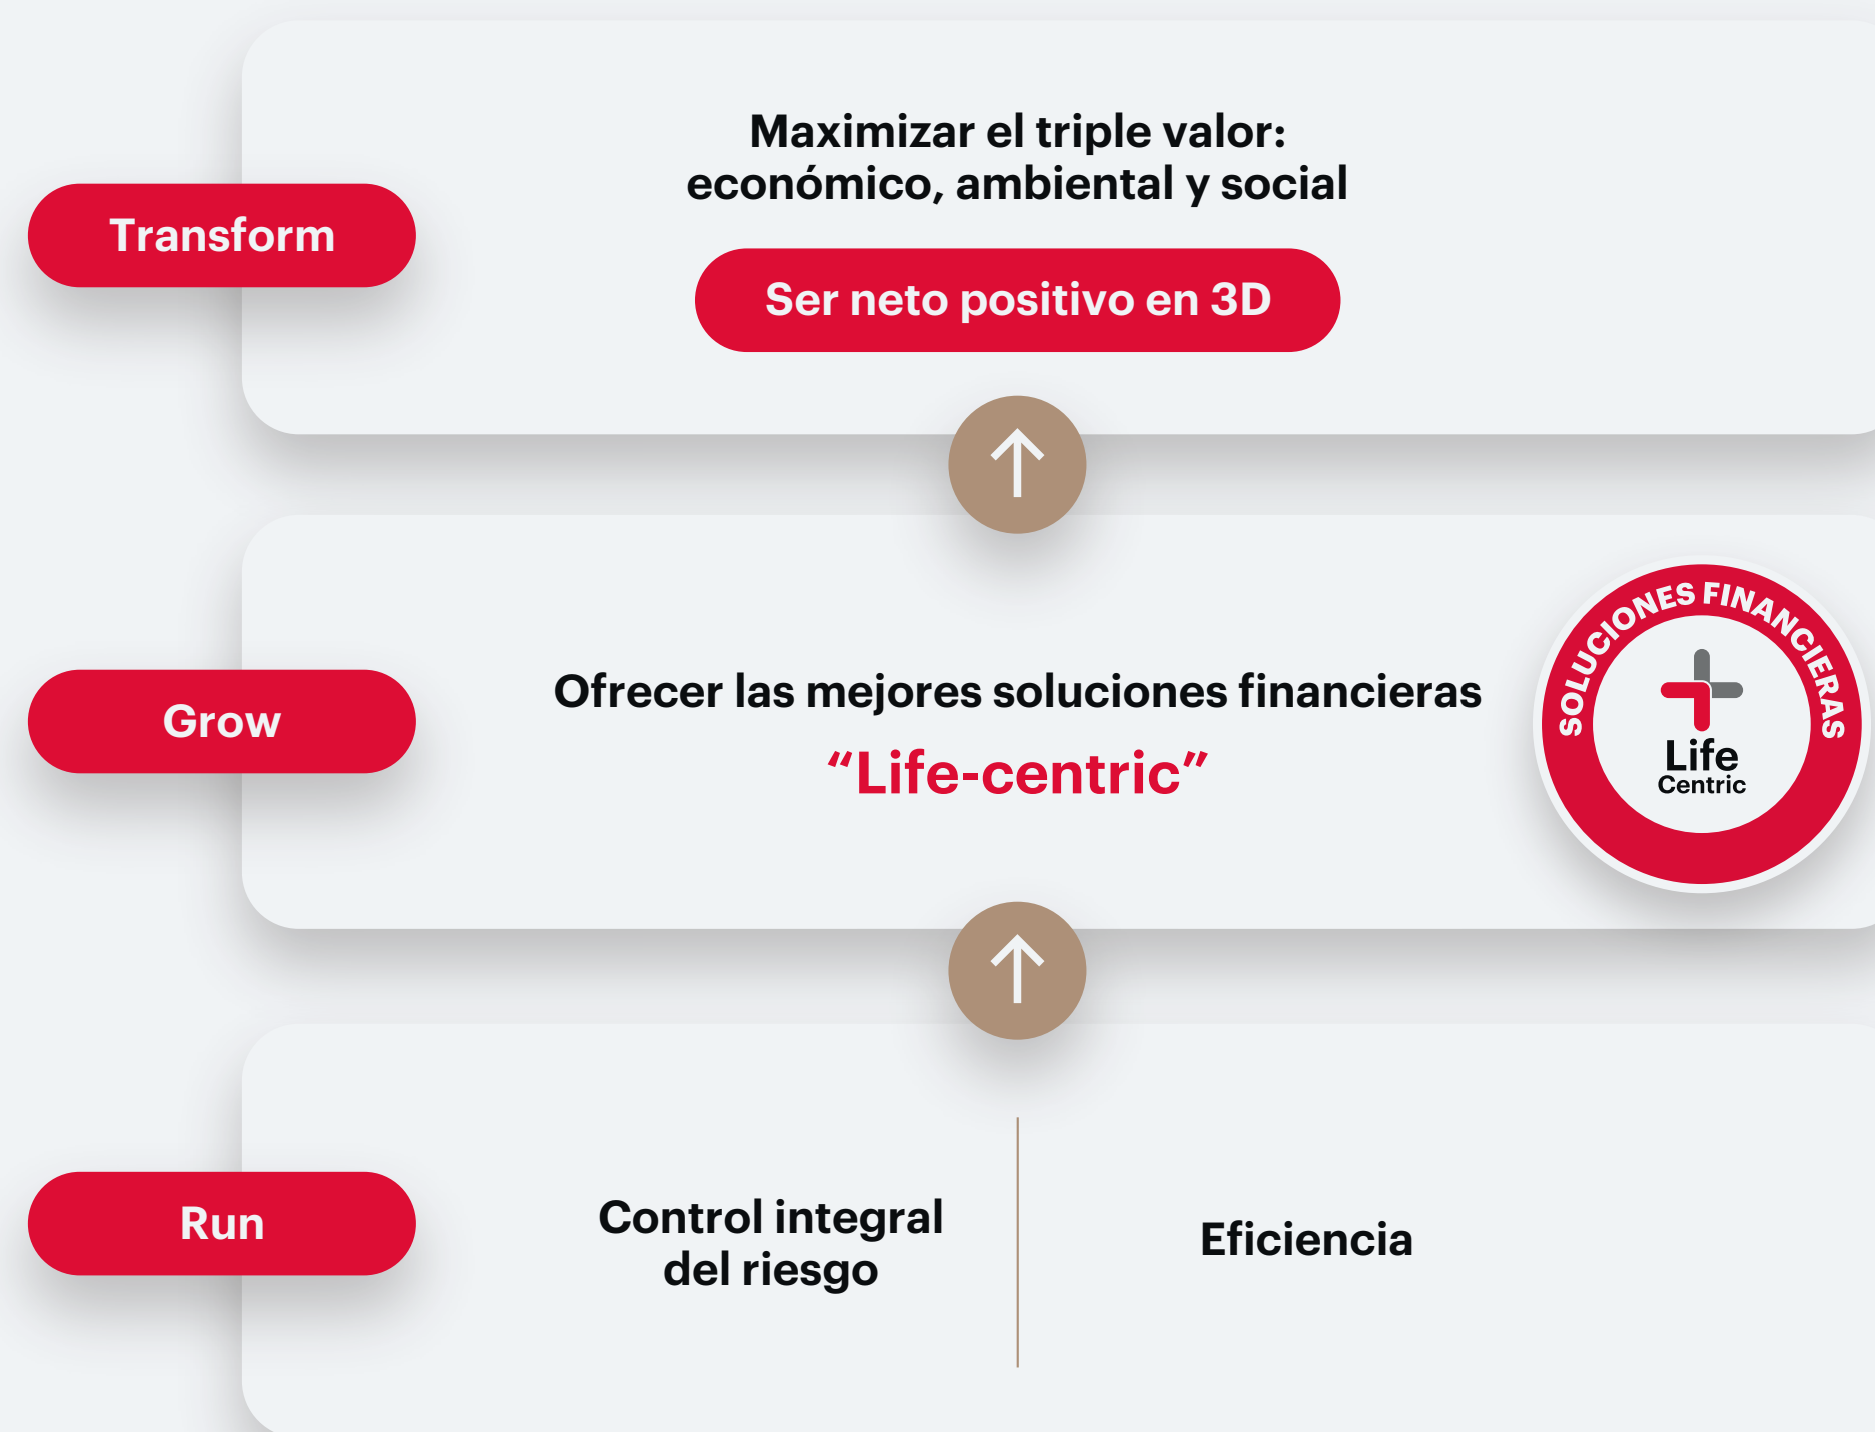 Maximizar el triple valor:
económico, ambiental y social
Transform
Ser neto positivo en 3D
Ofrecer las mejores soluciones financieras
Grow
“Life-centric”
SOLUCIONES FINANCIERAS
Life
Centric
Run
Control integral
del riesgo
Eficiencia